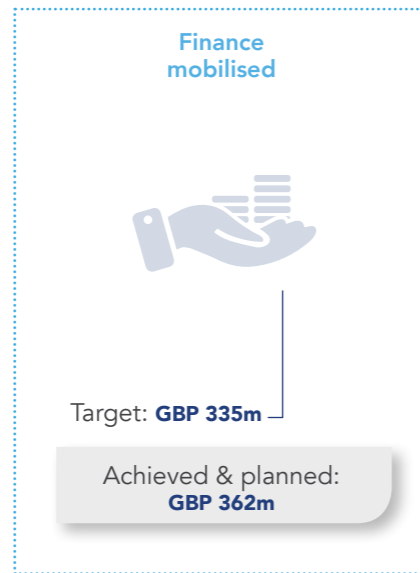 Finance
mobilised
Target: GBP 335m
Achieved & planned:
GBP 362m